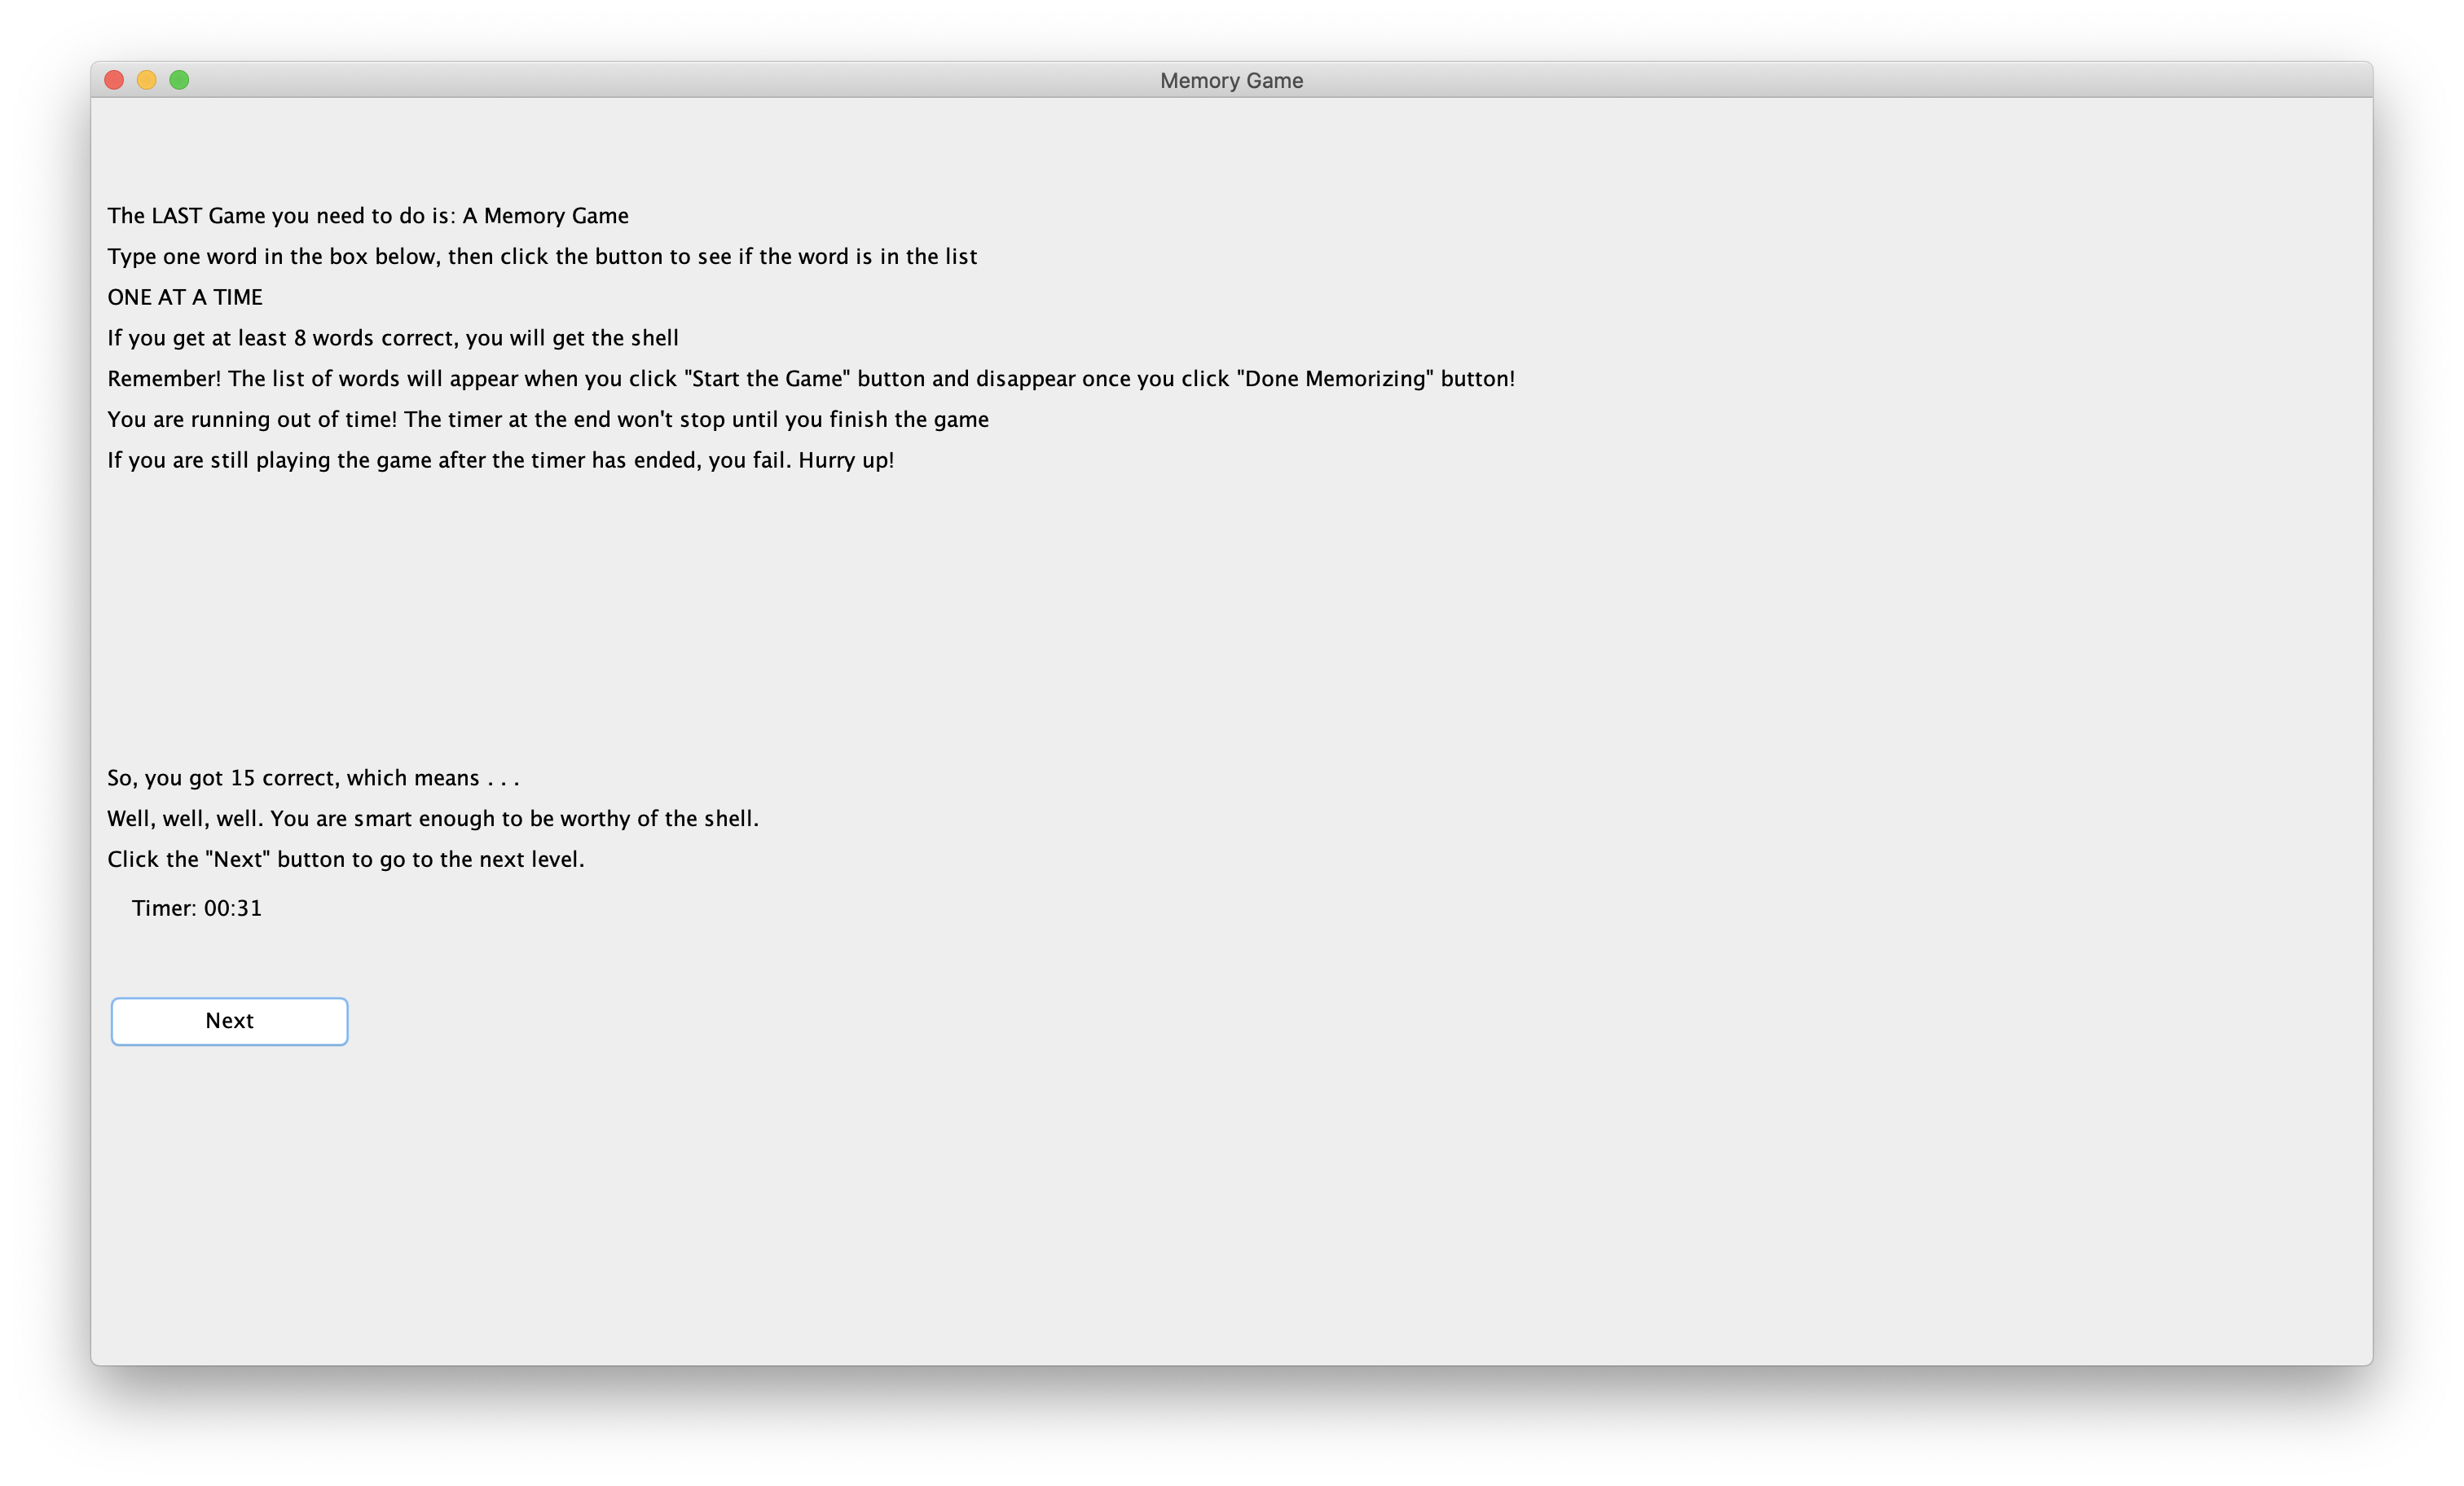 Memory Game
The LAST Game you need to do is: A Memory Game
Type one word in the box below, then click the button to see if the word is in the list
ONE AT A TIME
If you get at least 8 words correct, you will get the shell
Remember! The list of words will appear when you click "Start the Game" button and disappear once you click "Done Memorizing" button!
You are running out of time! The timer at the end won't stop until you finish the game
If you are still playing the game after the timer has ended, you fail. Hurry up!
So, you got 15 correct, which means . . .
Well, well, well. You are smart enough to be worthy of the shell.
Click the "Next" button to go to the next level.
Timer: 00:31
Next